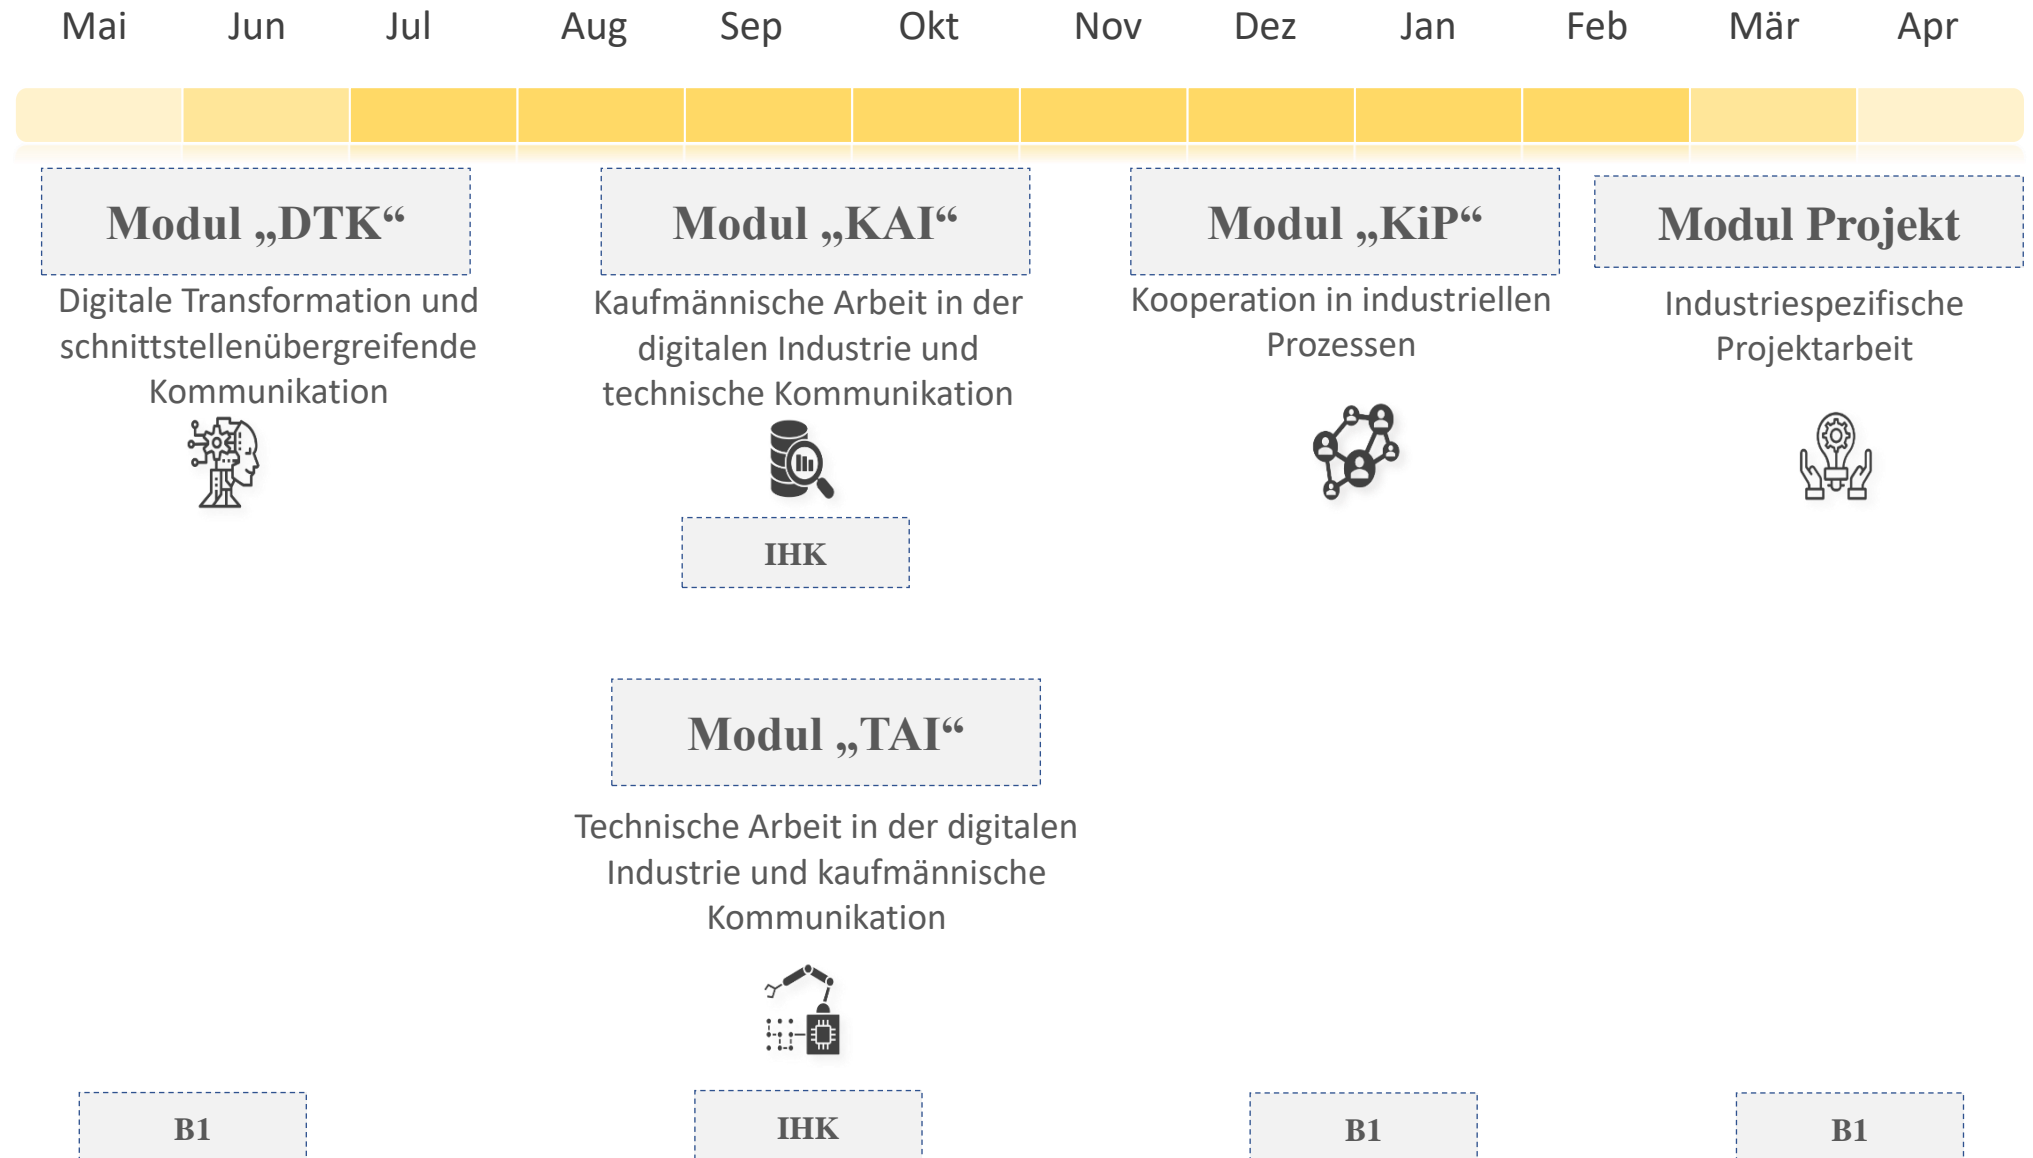 Mai Jun Jul Aug Sep Okt Nov Dez Jan Feb Mär Apr
Modul „DTK“
Digitale Transformation und
schnittstellenübergreifende
Kommunikation
Modul „KAI“
Kaufmännische Arbeit in der
digitalen Industrie und
technische Kommunikation
IHK
Modul „KiP“
Kooperation in industriellen
Prozessen
Modul Projekt
Industriespezifische
Projektarbeit
Modul „TAI“
Technische Arbeit in der digitalen
Industrie und kaufmännische
Kommunikation
B1 IHK B1 B1